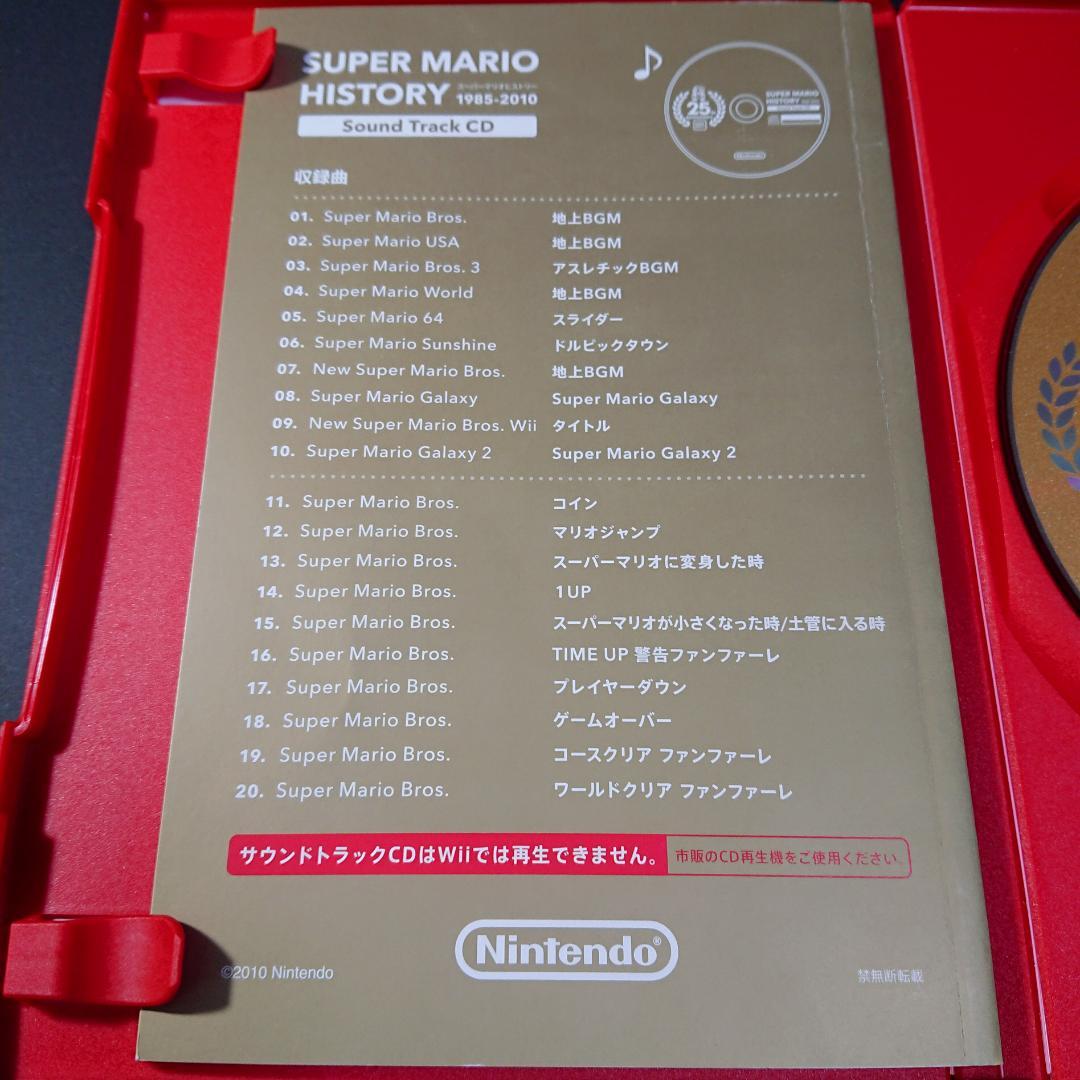 SUPER MARIO
HISTORY スーパーマリオヒストリー 1985-2010
Sound Track CD
♪
25
SUPER MARIO
HISTORY
収録曲
01. Super Mario Bros. 地上BGM
02. Super Mario USA 地上BGM
03. Super Mario Bros. 3 アスレチックBGM
04. Super Mario World 地上BGM
05. Super Mario 64 スライダー
06. Super Mario Sunshine ドルピックタウン
07. New Super Mario Bros. 地上BGM
08. Super Mario Galaxy Super Mario Galaxy
09. New Super Mario Bros. Wii タイトル
10. Super Mario Galaxy 2 Super Mario Galaxy 2
11. Super Mario Bros. コイン
12. Super Mario Bros. マリオジャンプ
13. Super Mario Bros. スーパーマリオに変身した時
14. Super Mario Bros. 1UP
15. Super Mario Bros. スーパーマリオが小さくなった時/土管に入る時
16. Super Mario Bros. TIME UP 警告ファンファーレ
17. Super Mario Bros. プレイヤーダウン
18. Super Mario Bros. ゲームオーバー
19. Super Mario Bros. コースクリア ファンファーレ
20. Super Mario Bros. ワールドクリア ファンファーレ
サウンドトラックCDはWiiでは再生できません。 市販のCD再生機をご使用ください。
Nintendo®
©2010 Nintendo 禁無断転載